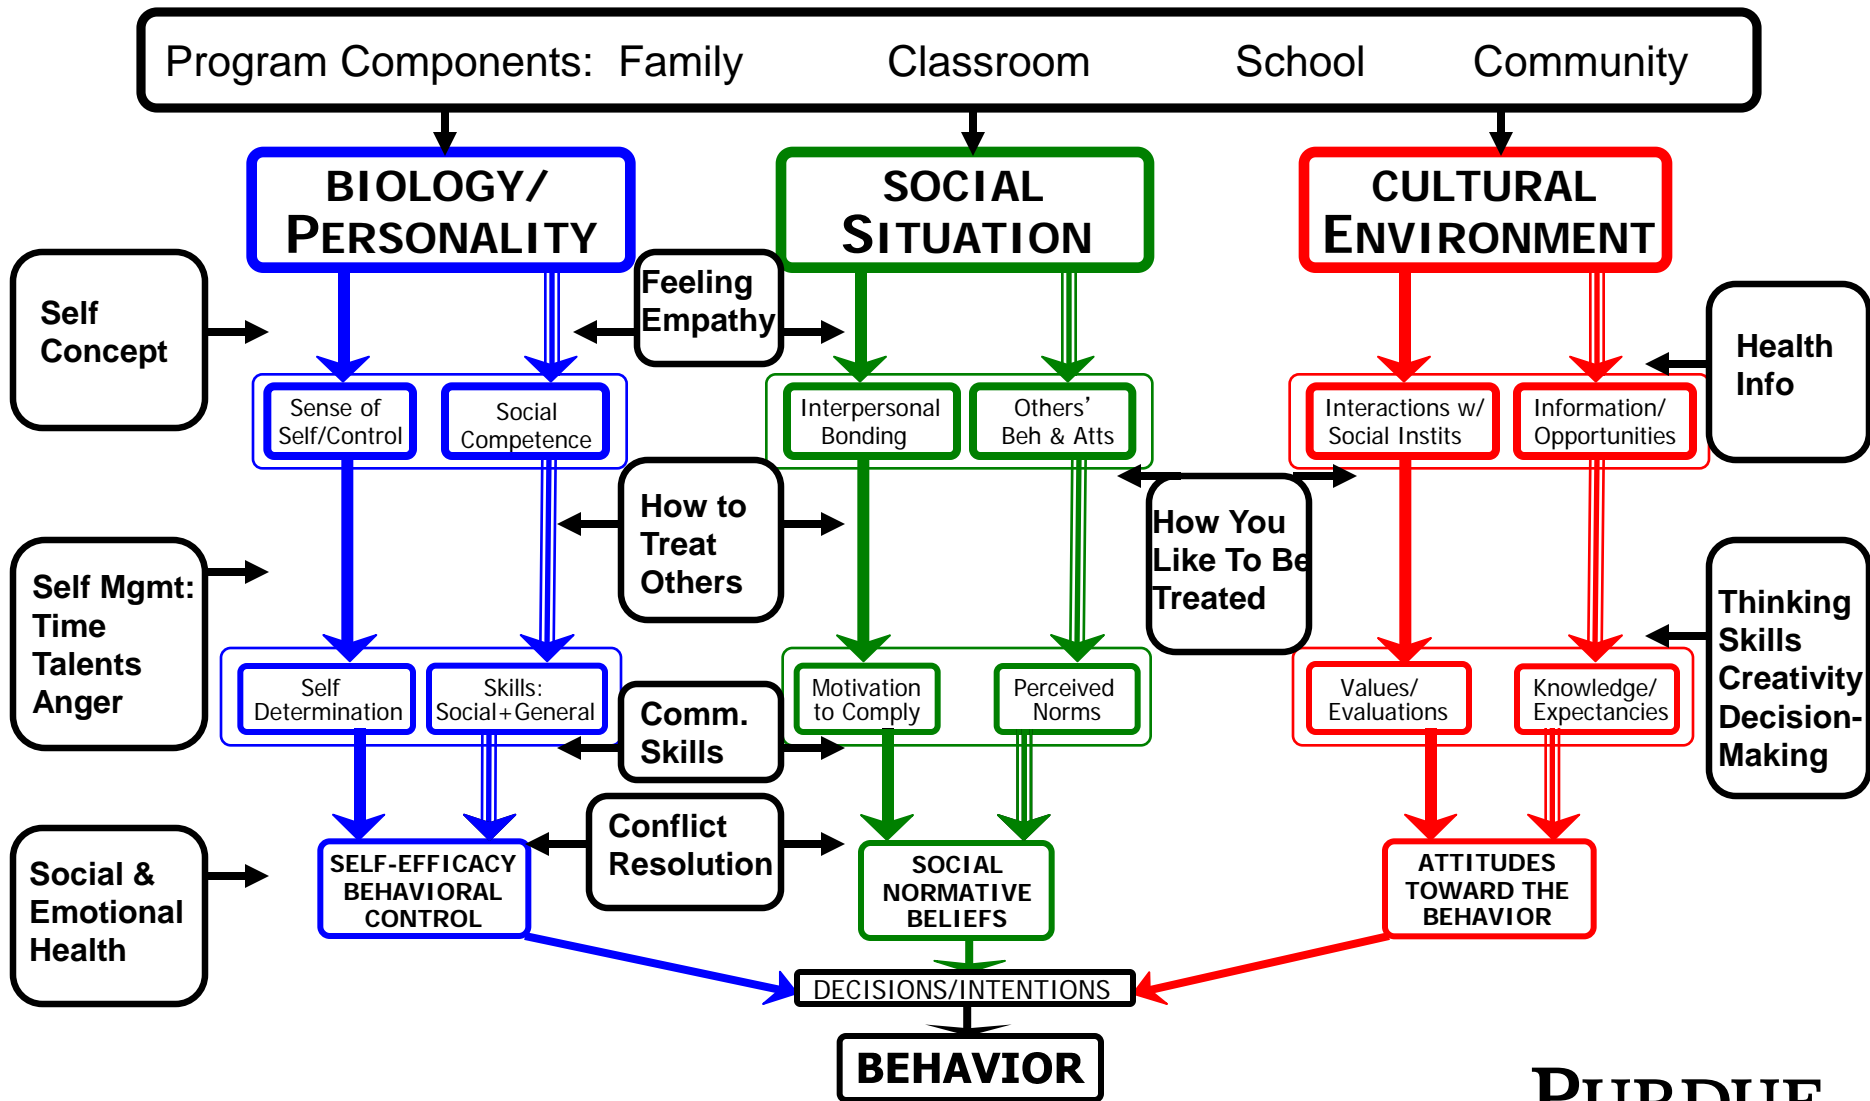 Program Components: Family Classroom School Community
BIOLOGY/
PERSONALITY
SOCIAL
SITUATION
CULTURAL
ENVIRONMENT
Self
Concept
Feeling
Empathy
Health
Info
Sense of
Self/Control
Social
Competence
Interpersonal
Bonding
Others'
Beh & Atts
Interactions w/
Social Instits
Information/
Opportunities
How to
Treat
Others
How You
Like To Be
Treated
Self Mgmt:
Time
Talents
Anger
Thinking
Skills
Creativity
Decision-
Making
Self
Determination
Skills:
Social+General
Motivation
to Comply
Perceived
Norms
Values/
Evaluations
Knowledge/
Expectancies
Comm.
Skills
Conflict
Resolution
Social &
Emotional
Health
SELF-EFFICACY
BEHAVIORAL
CONTROL
SOCIAL
NORMATIVE
BELIEFS
ATTITUDES
TOWARD THE
BEHAVIOR
DECISIONS/INTENTIONS
BEHAVIOR
PURDUE